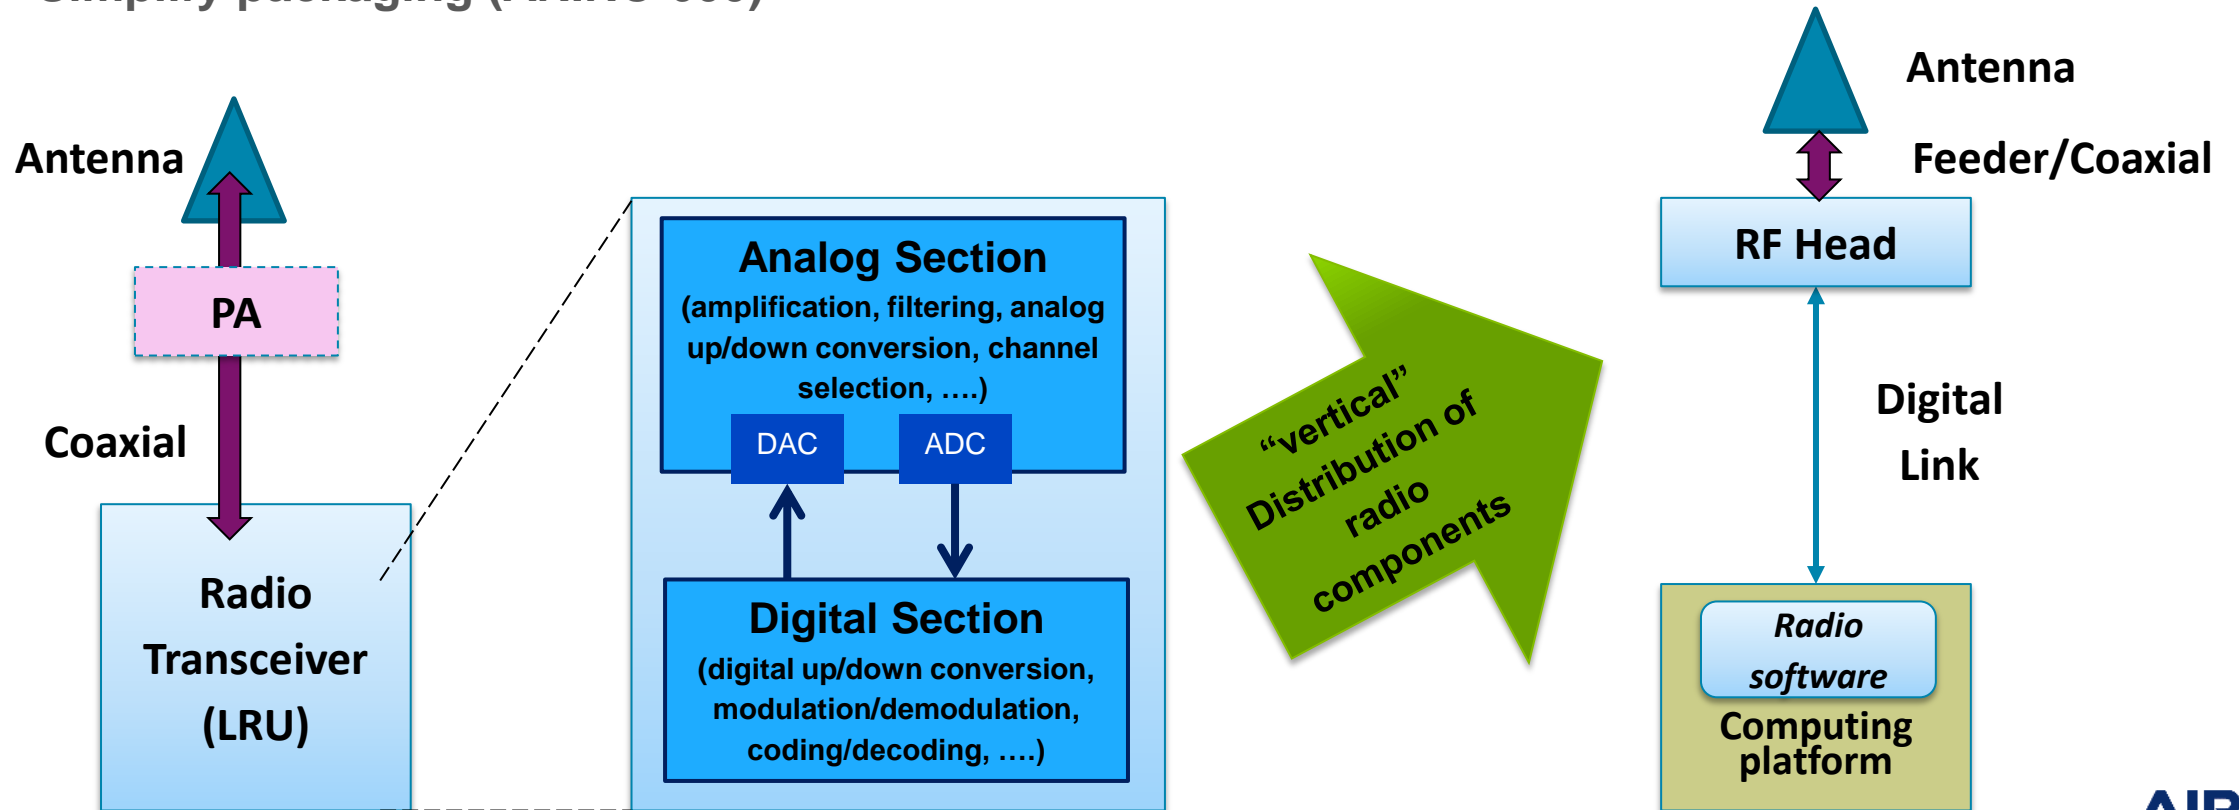 Antenna
PA
Coaxial
Radio
Transceiver
(LRU)
Analog Section
(amplification, filtering, analog
up/down conversion, channel
selection, ....)
DAC
ADC
Digital Section
(digital up/down conversion,
modulation/demodulation,
coding/decoding, ....)
“vertical”
Distribution of
radio
components
Antenna
Feeder/Coaxial
RF Head
Digital
Link
Radio
software
Computing
platform